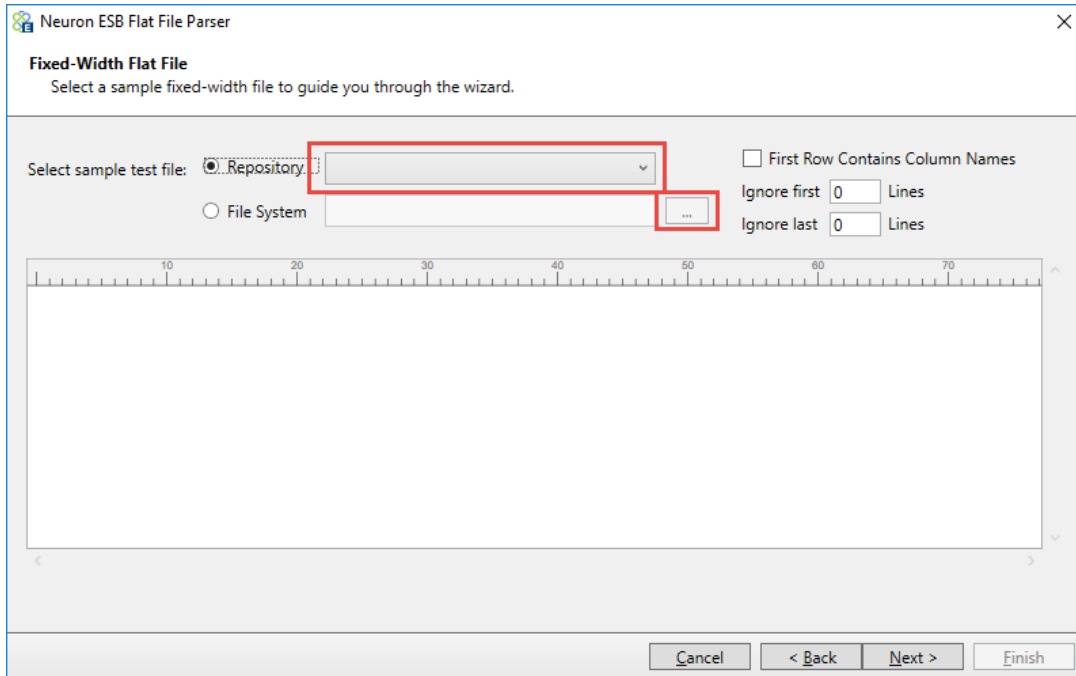 Neuron ESB Flat File Parser
Fixed-Width Flat File
Select a sample fixed-width file to guide you through the wizard.
Select sample test file: Repository
First Row Contains Column Names
Ignore first 0 Lines
File System ...
Ignore last 0 Lines
10 20 30 40 50 60 70
Cancel < Back Next > Finish